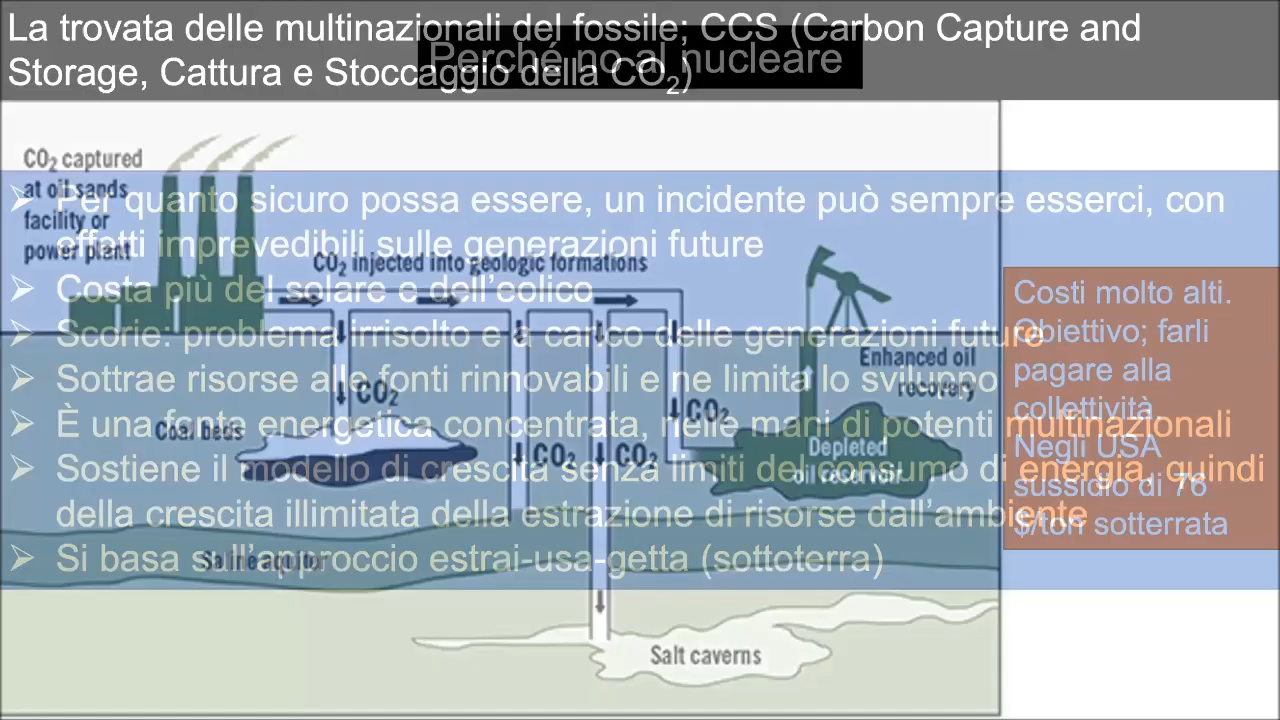 La trovata delle multinazionali del fossile; CCS (Carbon Capture and
Storage, Cattura e Stoccaggio della CO₂)
Perché no al nucleare
CO₂ captured
at oil sands
facility or
power plant
➢ Per quanto sicuro possa essere, un incidente può sempre esserci, con
effetti imprevedibili sulle generazioni future
➢ Costa più del solare e dell’eolico
➢ Scorie: problema irrisolto e a carico delle generazioni future
➢ Sottrae risorse alle fonti rinnovabili e ne limita lo sviluppo
➢ È una fonte energetica concentrata, nelle mani di potenti multinazionali
➢ Sostiene il modello di crescita senza limiti del consumo di energia, quindi
della crescita illimitata della estrazione di risorse dall’ambiente
➢ Si basa sull’approccio estrai-usa-getta (sottoterra)
CO₂ injected into geologic formations
Enhanced oil
recovery
CO₂
CO₂
CO₂
CO₂
Coal beds
Depleted
oil reservoir
Saline aquifer
Salt caverns
Costi molto alti.
Obiettivo; farli
pagare alla
collettività.
Negli USA
sussidio di 76
$/ton sotterrata